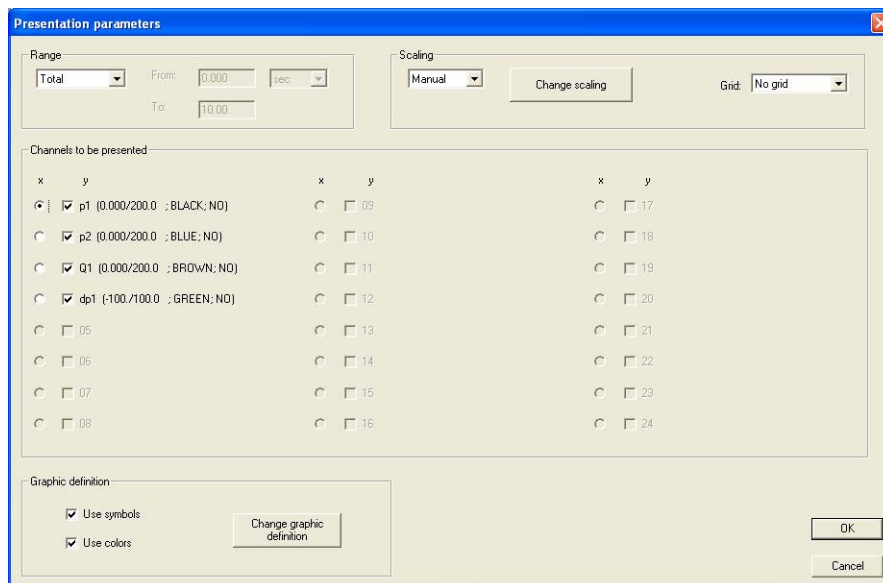 Presentation parameters
Range
Total
From:
0.000
sec
To:
10.00
Scaling
Manual
Change scaling
Grid:
No grid
Channels to be presented
x y x y x y
p1 (0.000/200.0 ; BLACK; NO) 09 17
p2 (0.000/200.0 ; BLUE; NO) 10 18
Q1 (0.000/200.0 ; BROWN; NO) 11 19
dp1 (-100./100.0 ; GREEN; NO) 12 20
05 13 21
06 14 22
07 15 23
08 16 24
Graphic definition
Use symbols
Use colors
Change graphic
definition
OK
Cancel